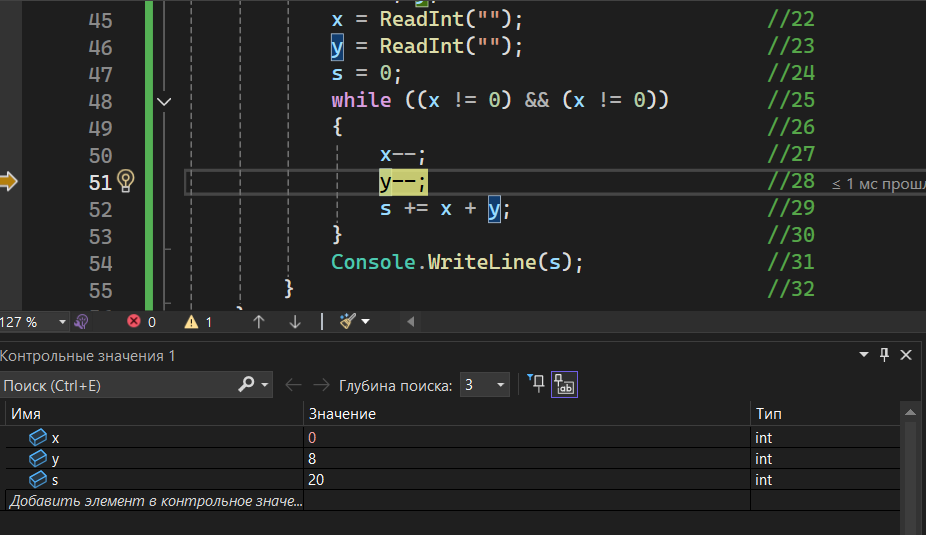 45 x = ReadInt(""); //22
46 y = ReadInt(""); //23
47 s = 0; //24
48 while ((x != 0) && (x != 0)) //25
49 { //26
50 x--; //27
51 y--; //28 ≤ 1 мс прошл
52 s += x + y; //29
53 } //30
54 Console.WriteLine(s); //31
55 } //32
127 % 0 1
Контрольные значения 1
Поиск (Ctrl+E) Глубина поиска: 3
Имя Значение Тип
x 0 int
y 8 int
s 20 int
Добавить элемент в контрольное значе...